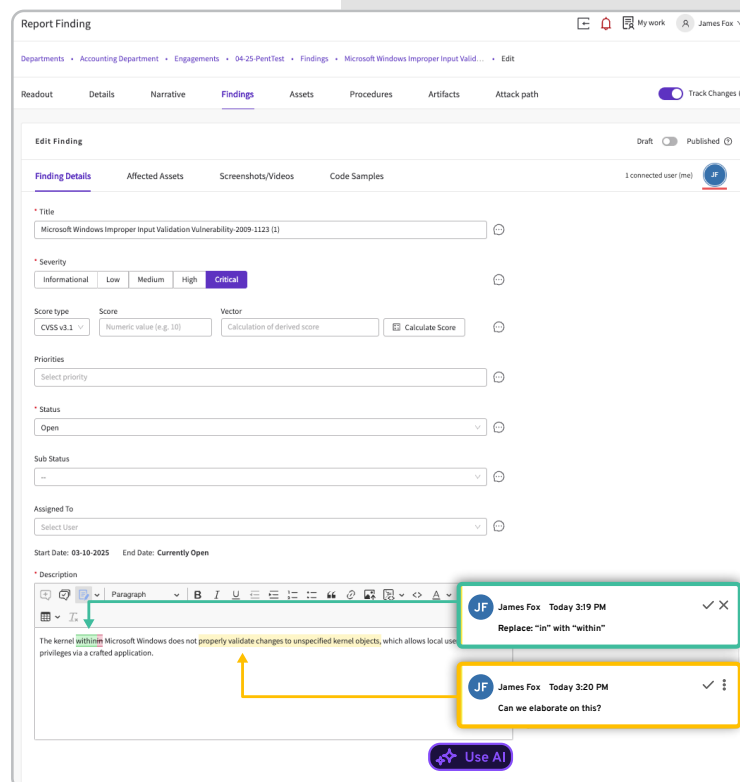 Report Finding
My work
James Fox
Departments • Accounting Department • Engagements • 04-25-PentTest • Findings • Microsoft Windows Improper Input Valid... • Edit
Readout Details Narrative Findings Assets Procedures Artifacts Attack path Track Changes
Edit Finding
Draft Published
Finding Details Affected Assets Screenshots/Videos Code Samples
1 connected user (me) JF
* Title
Microsoft Windows Improper Input Validation Vulnerability-2009-1123 (1)
* Severity
Informational Low Medium High Critical
Score type Score Vector
CVSS v3.1 Numeric value (e.g. 10) Calculation of derived score Calculate Score
Priorities
Select priority
* Status
Open
Sub Status
--
Assigned To
Select User
Start Date: 03-10-2025 End Date: Currently Open
* Description
Paragraph B I U A
The kernel withinin Microsoft Windows does not properly validate changes to unspecified kernel objects, which allows local
privileges via a crafted application.
JF James Fox Today 3:19 PM
Replace: “in” with “within”
JF James Fox Today 3:20 PM
Can we elaborate on this?
Use AI